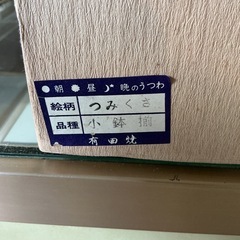 朝 昼 晩のうつわ
絵柄 つみくさ
品種 小鉢揃
有田焼